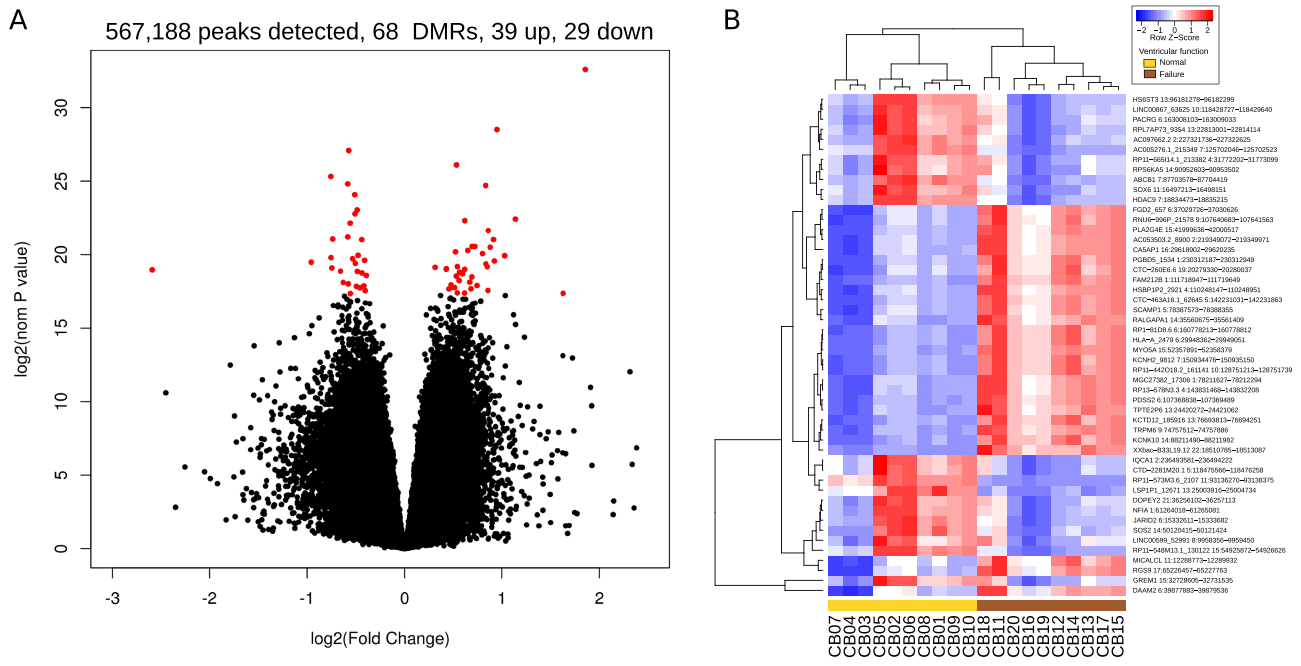 A
567,188 peaks detected, 68 DMRs, 39 up, 29 down
30
25
20
15
10
5
0
log2(nom P value)
-3
-2
-1
0
1
2
log2(Fold Change)
B
−2 −1 0 1 2
Row Z−Score
Ventricular function
Normal
Failure
HS6ST3 13:96181278−96182299
LINC00867_63625 10:118428727−118429640
PACRG 6:163008103−163009033
RPL7AP73_9354 13:22813001−22814114
AC097662.2 2:227321736−227322625
AC005276.1_215349 7:125702046−125702523
RP11−665I14.1_213382 4:31772202−31773099
RPS6KA5 14:90952603−90953502
ABCB1 7:87703578−87704419
SOX6 11:16497213−16498151
HDAC9 7:18834473−18835215
FGD2_657 6:37029726−37030626
RNU6−996P_21578 9:107640683−107641563
PLA2G4E 15:41999636−42000517
AC053503.2_8900 2:219349072−219349971
CA5AP1 16:29618902−29620235
PGBD5_1534 1:230312187−230312949
CTC−260E6.6 19:20279330−20280037
FAM212B 1:111718947−111719649
HSBP1P2_2921 4:110248147−110248951
CTC−463A16.1_62645 5:142231031−142231863
SCAMP1 5:78387573−78388355
RALGAPA1 14:35560675−35561409
RP1−81D8.6 6:160778213−160778812
HLA−A_2479 6:29948362−29949051
MYO5A 15:52357891−52358379
KCNH2_9812 7:150934476−150935150
RP11−442O18.2_161141 10:128751213−128751739
MGC27382_17306 1:78211627−78212294
RP13−578N3.3 4:143831468−143832208
PDSS2 6:107368838−107369489
TPTE2P6 13:24420272−24421062
KCTD12_185916 13:76693813−76694251
TRPM6 9:74757512−74757886
KCNK10 14:88211490−88211982
XXbac−B33L19.12 22:18510785−18513087
IQCA1 2:236493581−236494222
CTD−2281M20.1 5:118475566−118476258
RP11−573M3.6_2107 11:93136270−93138375
LSP1P1_12671 13:25003916−25004734
DOPEY2 21:36256102−36257113
NFIA 1:61264018−61265081
JARID2 6:15332611−15333682
SOS2 14:50120415−50121424
LINC00599_52991 8:9958356−9959450
RP11−548M13.1_130122 15:54925872−54926626
MICALCL 11:12288773−12289932
RGS9 17:65226457−65227763
GREM1 15:32728605−32731535
DAAM2 6:39877883−39879536
CB07
CB04
CB03
CB05
CB02
CB06
CB08
CB01
CB09
CB10
CB18
CB11
CB20
CB16
CB19
CB12
CB14
CB13
CB17
CB15